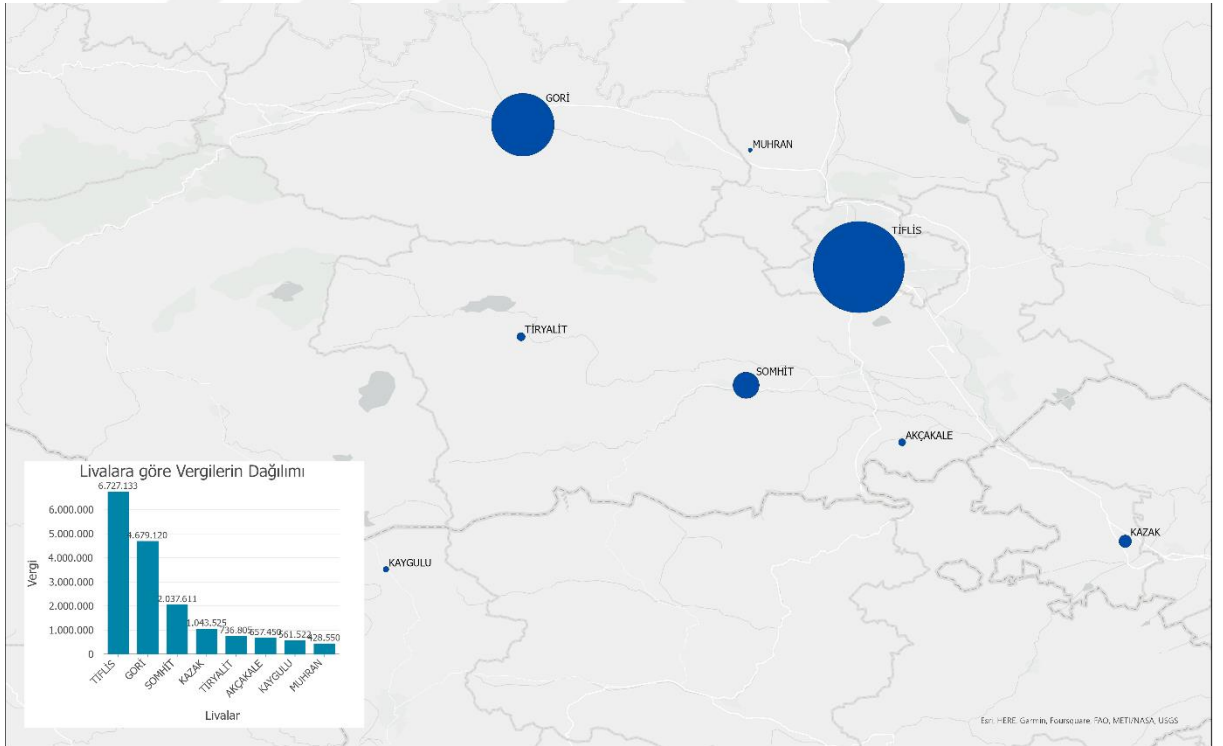 GORİ
MUHRAN
TİFLİS
TİRYALİT
SOMHİT
AKÇAKALE
KAZAK
KAYGULU
Livalara göre Vergilerin Dağılımı
6.727.133
4.679.120
2.037.611
1.043.525
736.805
657.450
561.522
428.550
6.000.000
5.000.000
4.000.000
3.000.000
2.000.000
1.000.000
0
Vergi
TİFLİS
GORİ
SOMHİT
KAZAK
TİRYALİT
AKÇAKALE
KAYGULU
MUHRAN
Livalar
Esri, HERE, Garmin, Foursquare, FAO, METI/NASA, USGS